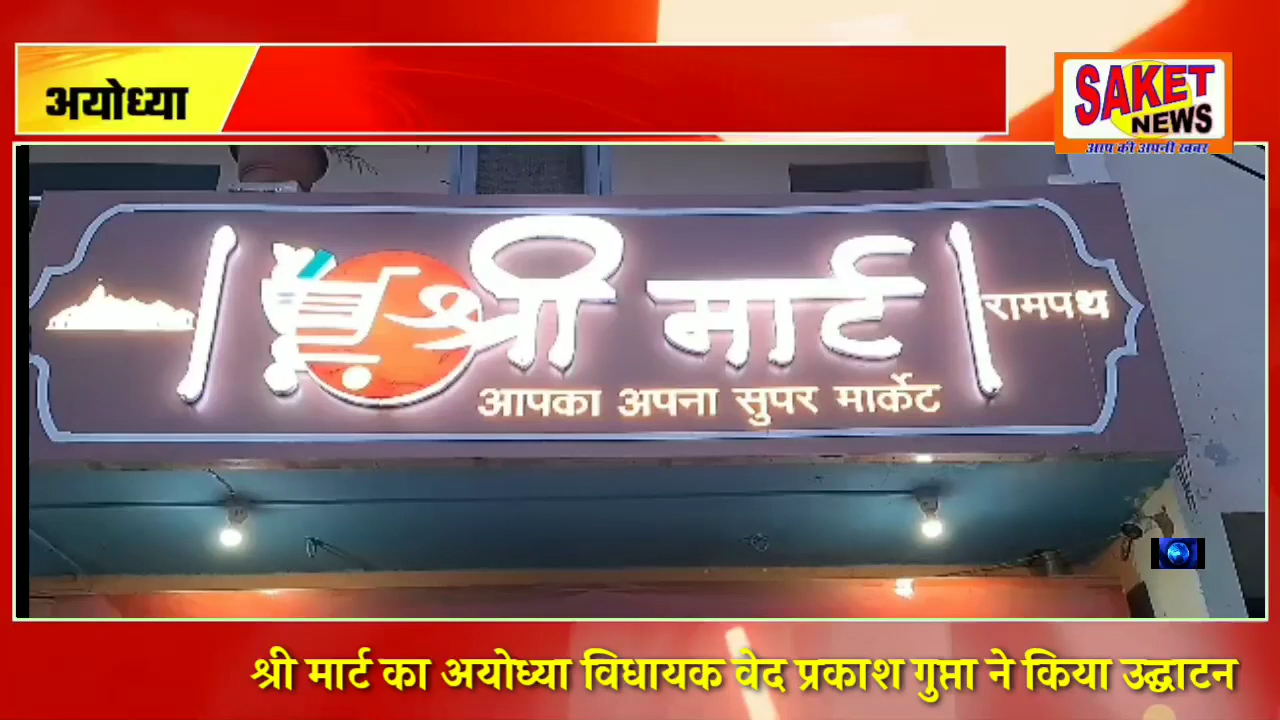 अयोध्या
SAKET
NEWS
आप की अपनी खबर
श्री मार्ट
रामपथ
आपका अपना सुपर मार्केट
श्री मार्ट का अयोध्या विधायक वेद प्रकाश गुप्ता ने किया उद्घाटन